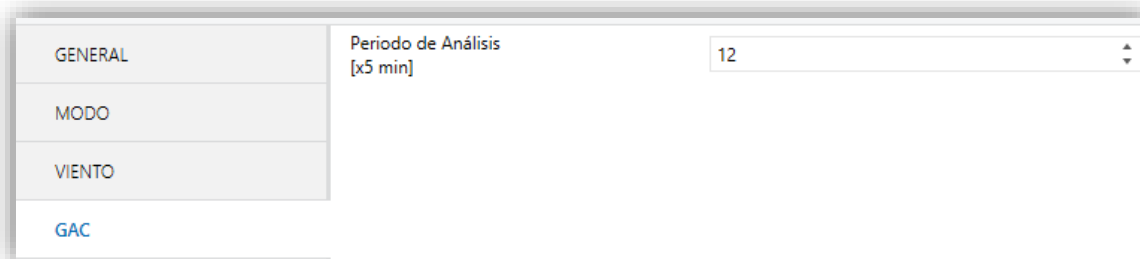 GENERAL
MODO
VIENTO
GAC
Periodo de Análisis
[x5 min]
12